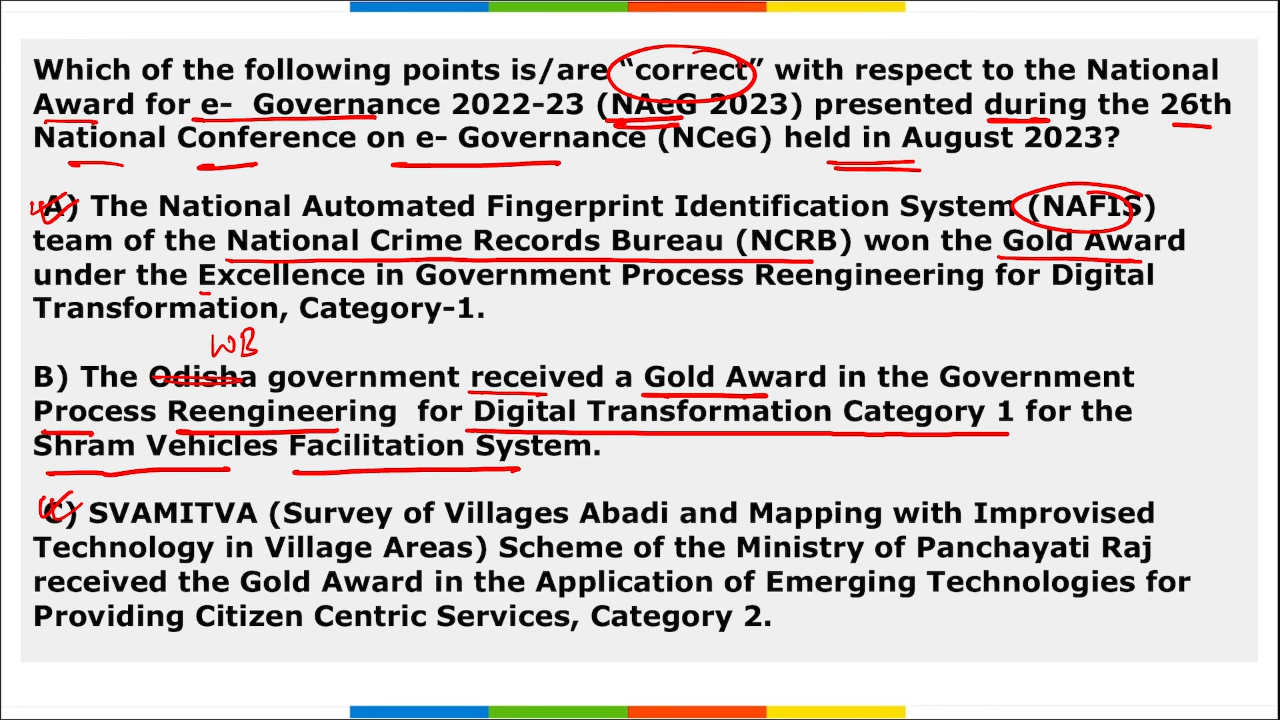 Which of the following points is/are “correct” with respect to the National
Award for e- Governance 2022-23 (NAeG 2023) presented during the 26th
National Conference on e- Governance (NCeG) held in August 2023?
A) The National Automated Fingerprint Identification System (NAFIS)
team of the National Crime Records Bureau (NCRB) won the Gold Award
under the Excellence in Government Process Reengineering for Digital
Transformation, Category-1.
WB
B) The Odisha government received a Gold Award in the Government
Process Reengineering for Digital Transformation Category 1 for the
Shram Vehicles Facilitation System.
C) SVAMITVA (Survey of Villages Abadi and Mapping with Improvised
Technology in Village Areas) Scheme of the Ministry of Panchayati Raj
received the Gold Award in the Application of Emerging Technologies for
Providing Citizen Centric Services, Category 2.